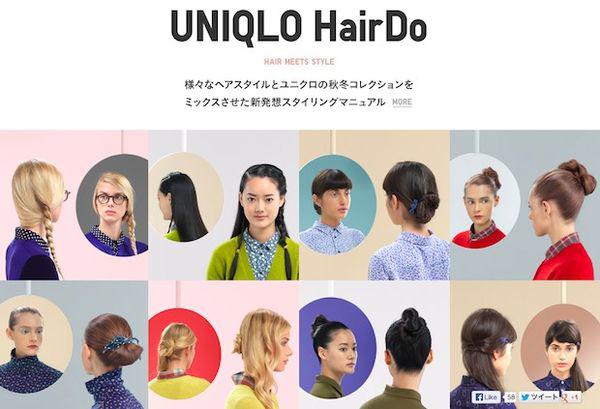 UNIQLO HairDo
HAIR MEETS STYLE
様々なヘアスタイルとユニクロの秋冬コレクションを
ミックスさせた新発想スタイリングマニュアル MORE
Like 58 ツイート +1